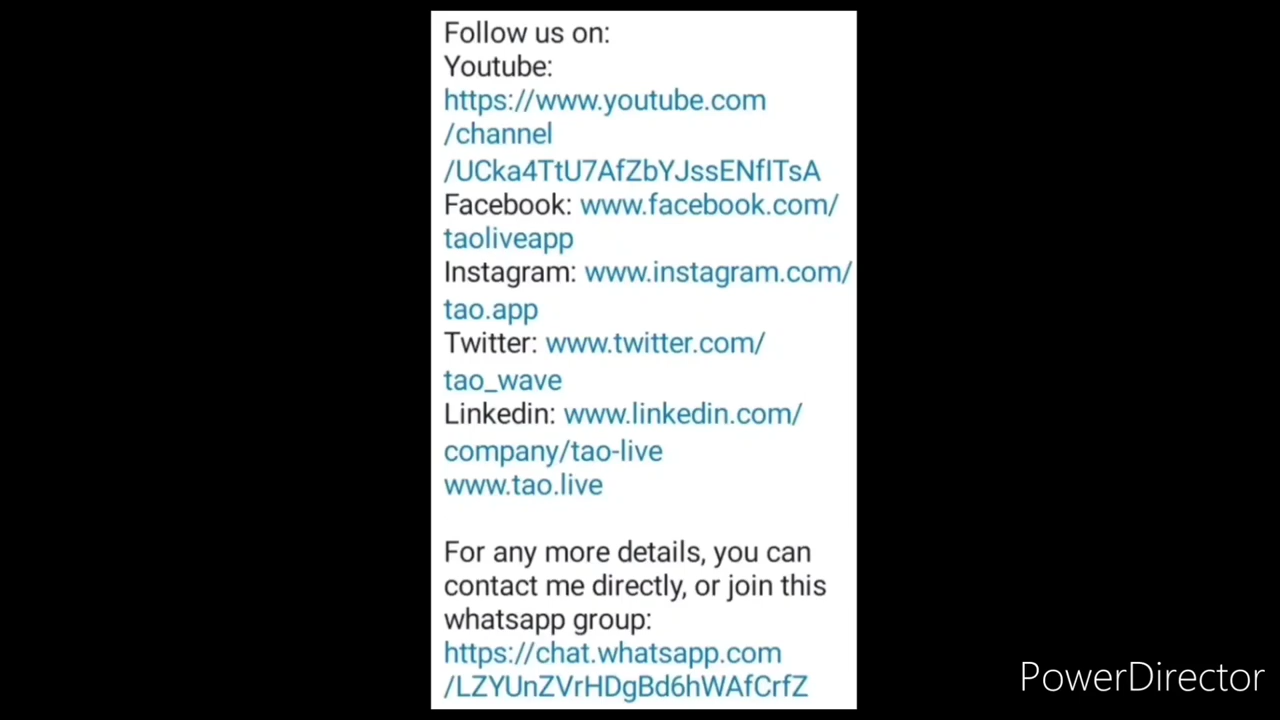 Follow us on:
Youtube:
https://www.youtube.com
/channel
/UCka4TtU7AfZbYJssENfITsA
Facebook: www.facebook.com/
taoliveapp
Instagram: www.instagram.com/
tao.app
Twitter: www.twitter.com/
tao_wave
Linkedin: www.linkedin.com/
company/tao-live
www.tao.live
For any more details, you can
contact me directly, or join this
whatsapp group:
https://chat.whatsapp.com
/LZYUnZVrHDgBd6hWAfCrfZ
PowerDirector